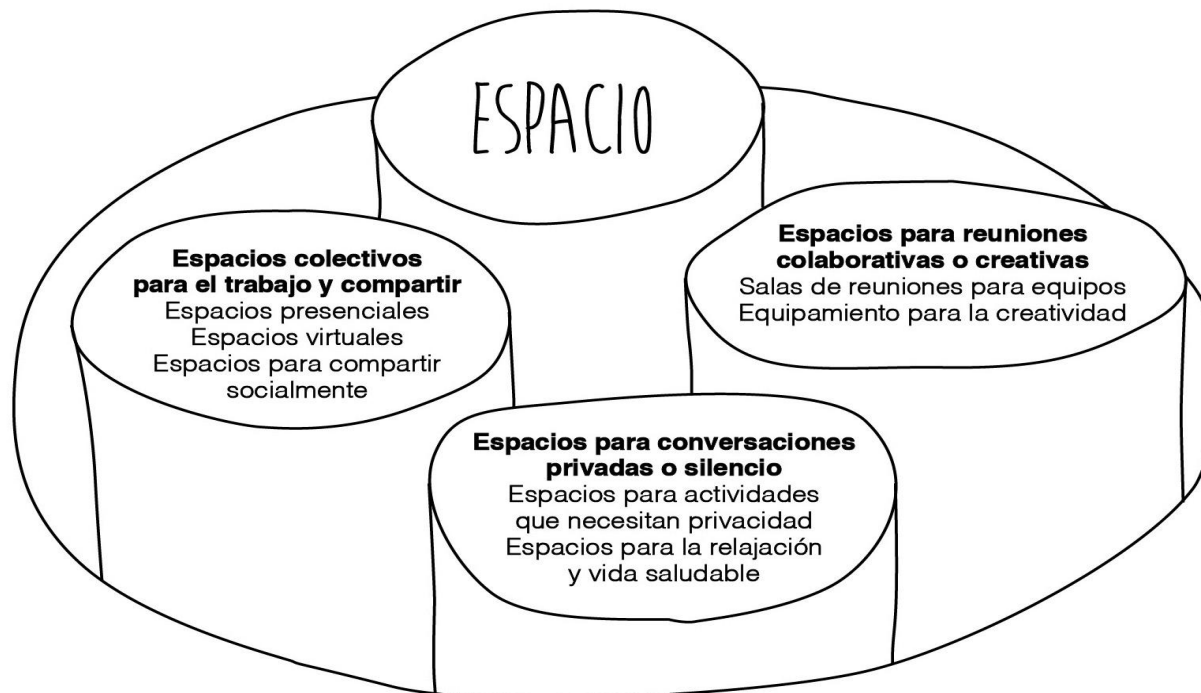 ESPACIO
Espacios colectivos
para el trabajo y compartir
Espacios presenciales
Espacios virtuales
Espacios para compartir
socialmente
Espacios para reuniones
colaborativas o creativas
Salas de reuniones para equipos
Equipamiento para la creatividad
Espacios para conversaciones
privadas o silencio
Espacios para actividades
que necesitan privacidad
Espacios para la relajación
y vida saludable